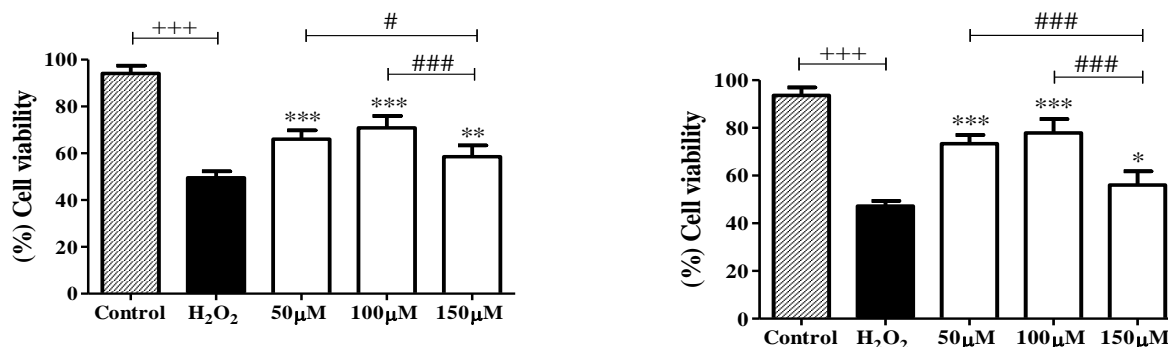 #
+++
###
100
80
60
40
20
0
(%) Cell viability
***
***
**
Control
H₂O₂
50μM
100μM
150μM
###
+++
###
100
80
60
40
20
0
(%) Cell viability
***
***
*
Control
H₂O₂
50μM
100μM
150μM